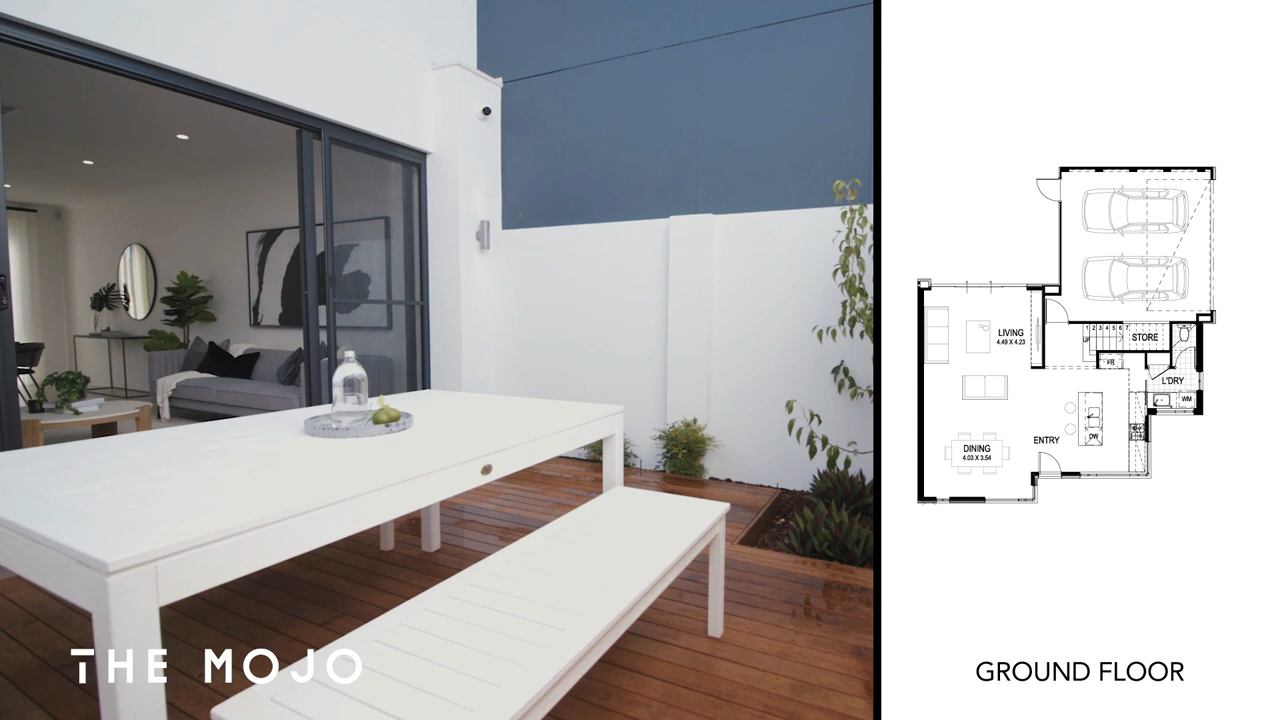 THE MOJO
LIVING
4.49 X 4.23
1 2 3 4 5 6 7
UP
STORE
FR
L'DRY
WM
DW
ENTRY
DINING
4.03 X 3.54
GROUND FLOOR